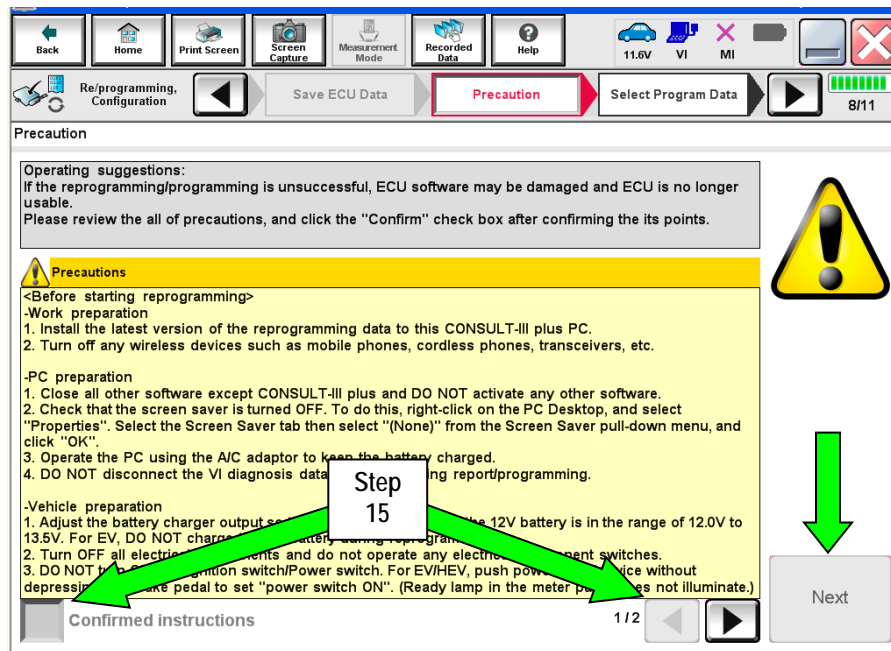 Back
Home
Print Screen
Screen
Capture
Measurement
Mode
Recorded
Data
Help
11.6V
VI
MI
Re/programming,
Configuration
Save ECU Data
Precaution
Select Program Data
8/11
Precaution
Operating suggestions:
If the reprogramming/programming is unsuccessful, ECU software may be damaged and ECU is no longer
usable.
Please review the all of precautions, and click the "Confirm" check box after confirming the its points.
Precautions
<Before starting reprogramming>
-Work preparation
1. Install the latest version of the reprogramming data to this CONSULT-III plus PC.
2. Turn off any wireless devices such as mobile phones, cordless phones, transceivers, etc.
-PC preparation
1. Close all other software except CONSULT-III plus and DO NOT activate any other software.
2. Check that the screen saver is turned OFF. To do this, right-click on the PC Desktop, and select
"Properties". Select the Screen Saver tab then select "(None)" from the Screen Saver pull-down menu, and
click "OK".
3. Operate the PC using the A/C adaptor to keep the battery charged.
4. DO NOT disconnect the VI diagnosis data ing report/programming.
Step
15
-Vehicle preparation
1. Adjust the battery charger output so the 12V battery is in the range of 12.0V to
13.5V. For EV, DO NOT charge
2. Turn OFF all and do not operate any switches.
3. DO NOT switch/Power switch. For EV/HEV, push without
pedal to set "power switch ON". (Ready lamp in the meter not illuminate.)
Confirmed instructions
1/2
Next